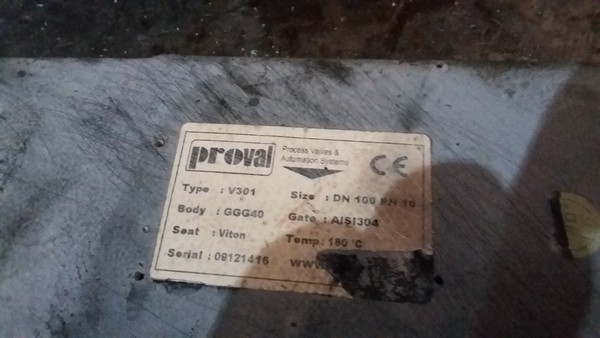 proval
Process Valves &
Automation Systems
CE
Type : V301
Size : DN 100 PN 10
Body : GGG40
Gate : AISI304
Seat : Viton
Temp: 180 °C
Serial : 09121416
www.